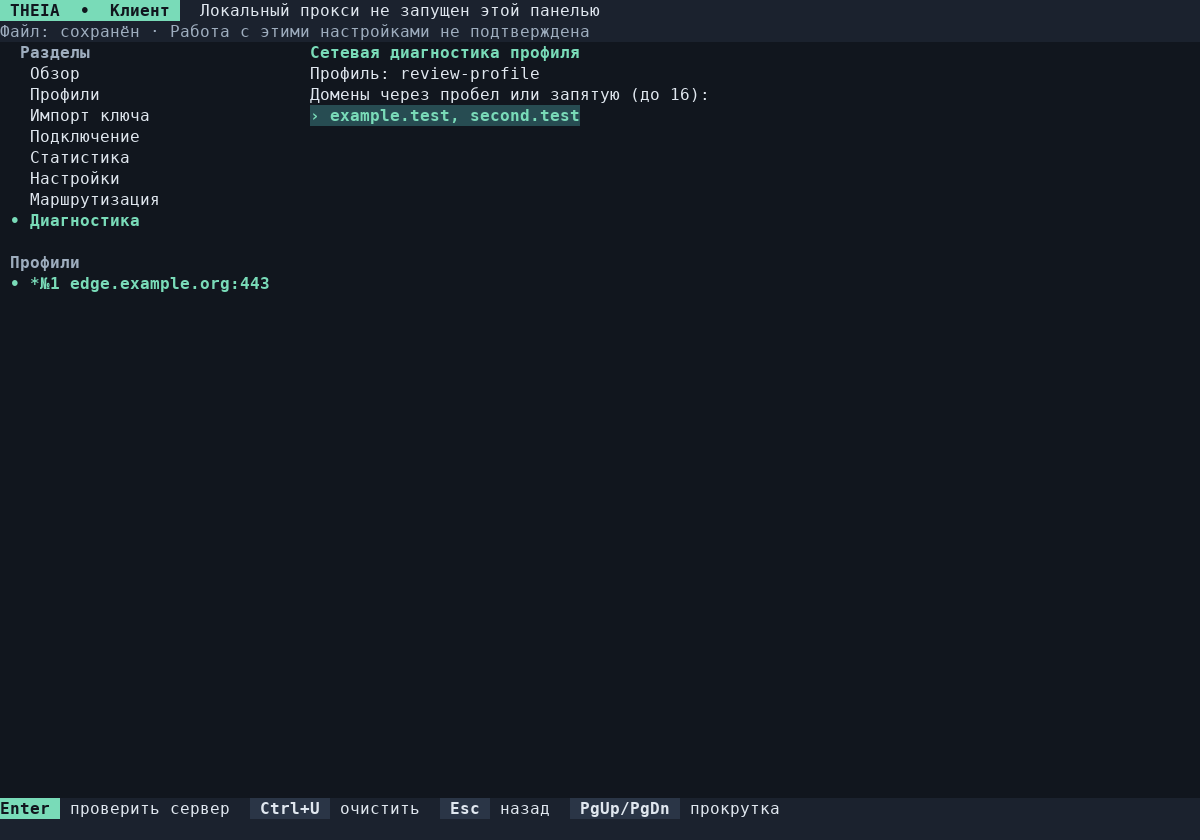 THEIA • Клиент Локальный прокси не запущен этой панелью
Файл: сохранён · Работа с этими настройками не подтверждена
Разделы
Обзор
Профили
Импорт ключа
Подключение
Статистика
Настройки
Маршрутизация
• Диагностика
Профили
• *№1 edge.example.org:443
Сетевая диагностика профиля
Профиль: review-profile
Домены через пробел или запятую (до 16):
› example.test, second.test
Enter проверить сервер Ctrl+U очистить Esc назад PgUp/PgDn прокрутка